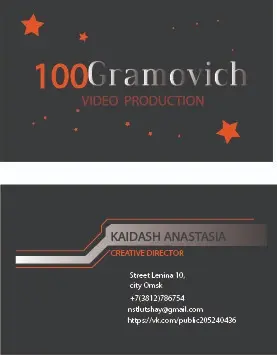 100Gramovich
VIDEO PRODUCTION
KAIDASH ANASTASIA
CREATIVE DIRECTOR
Street Lenina 10,
city Omsk
+7(3812)786754
nstlutshay@gmail.com
https://vk.com/public205240436